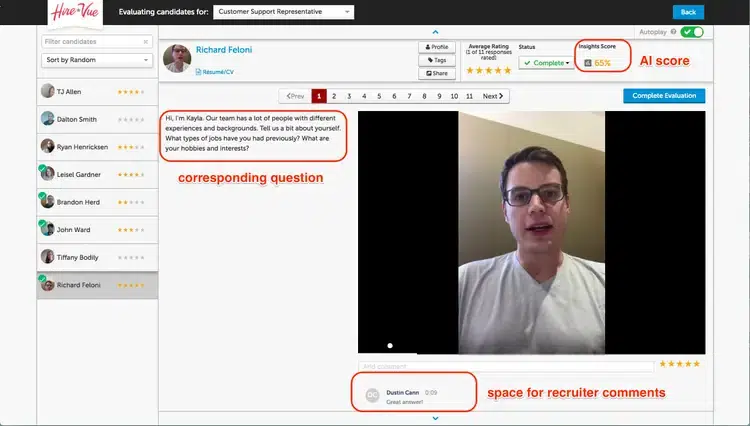 Hire Vue
Evaluating candidates for:
Customer Support Representative
Back
Autoplay
Filter candidates
Sort by Random
TJ Allen
Dalton Smith
Ryan Henricksen
Leisel Gardner
Brandon Herd
John Ward
Tiffany Bodily
Richard Feloni
Richard Feloni
Résumé/CV
Profile
Tags
Share
Average Rating
(1 of 11 responses
rated)
Status
Complete
Insights Score
65%
AI score
<Prev 1 2 3 4 5 6 7 8 9 10 11 Next>
Complete Evaluation
Hi, I'm Kayla. Our team has a lot of people with different
experiences and backgrounds. Tell us a bit about yourself.
What types of jobs have you had previously? What are
your hobbies and interests?
corresponding question
Add comment
DC
Dustin Cann 0:09
Great answer!
space for recruiter comments